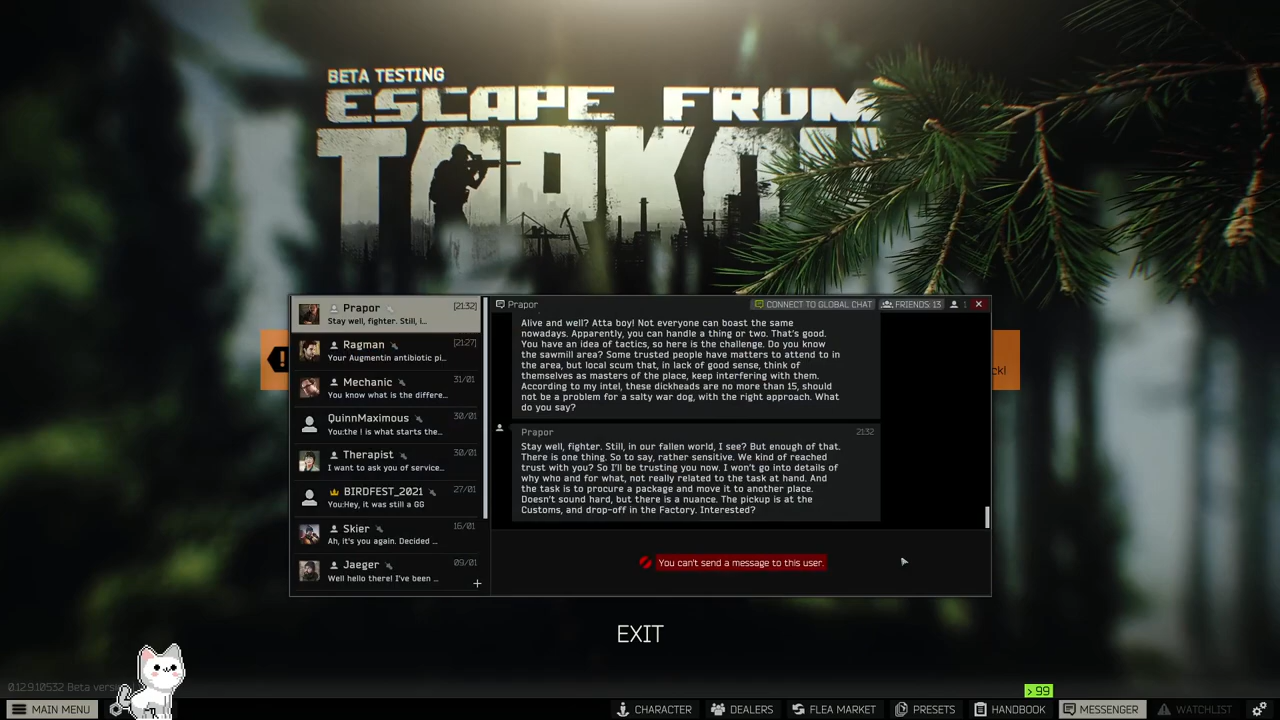 BETA TESTING
ESCAPE FROM
TARKOV
Prapor
[21:32]
Stay well, fighter. Still, i...
Ragman
[21:27]
Your Augmentin antibiotic pi...
Mechanic
31/01
You know what is the differe...
QuinnMaximous
30/01
You:the ! is what starts the...
Therapist
30/01
I want to ask you of service...
BIRDFEST_2021
27/01
You:Hey, it was still a GG
Skier
16/01
Ah, it's you again. Decided ...
Jaeger
09/01
Well hello there! I've been ...
+
Prapor
CONNECT TO GLOBAL CHAT
FRIENDS 13
1
Alive and well? Atta boy! Not everyone can boast the same
nowadays. Apparently, you can handle a thing or two. That's good.
You have an idea of tactics, so here is the challenge. Do you know
the sawmill area? Some trusted people have matters to attend to in
the area, but local scum that, in lack of good sense, think of
themselves as masters of the place, keep interfering with them.
According to my intel, these dickheads are no more than 15, should
not be a problem for a salty war dog, with the right approach. What
do you say?
Prapor
21:32
Stay well, fighter. Still, in our fallen world, I see? But enough of that.
There is one thing. So to say, rather sensitive. We kind of reached
trust with you? So I'll be trusting you now. I won't go into details of
why who and for what, not really related to the task at hand. And
the task is to procure a package and move it to another place.
Doesn't sound hard, but there is a nuance. The pickup is at the
Customs, and drop-off in the Factory. Interested?
You can't send a message to this user.
ck!
EXIT
0.12.9.10532 Beta versi
> 99
MAIN MENU
CHARACTER
DEALERS
FLEA MARKET
PRESETS
HANDBOOK
MESSENGER
WATCHLIST